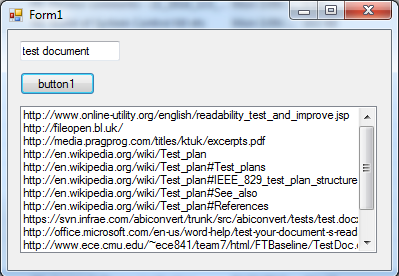 Form1
test document
button1
http://www.online-utility.org/english/readability_test_and_improve.jsp
http://fileopen.bl.uk/
http://media.pragprog.com/titles/ktuk/excerpts.pdf
http://en.wikipedia.org/wiki/Test_plan
http://en.wikipedia.org/wiki/Test_plan#Test_plans
http://en.wikipedia.org/wiki/Test_plan#IEEE_829_test_plan_structure
http://en.wikipedia.org/wiki/Test_plan#See_also
http://en.wikipedia.org/wiki/Test_plan#References
https://svn.infrae.com/abiconvert/trunk/src/abiconvert/tests/test.docx
http://office.microsoft.com/en-us/word-help/test-your-document-s-read
http://www.ece.cmu.edu/~ece841/team7/html/FTBaseline/TestDoc.